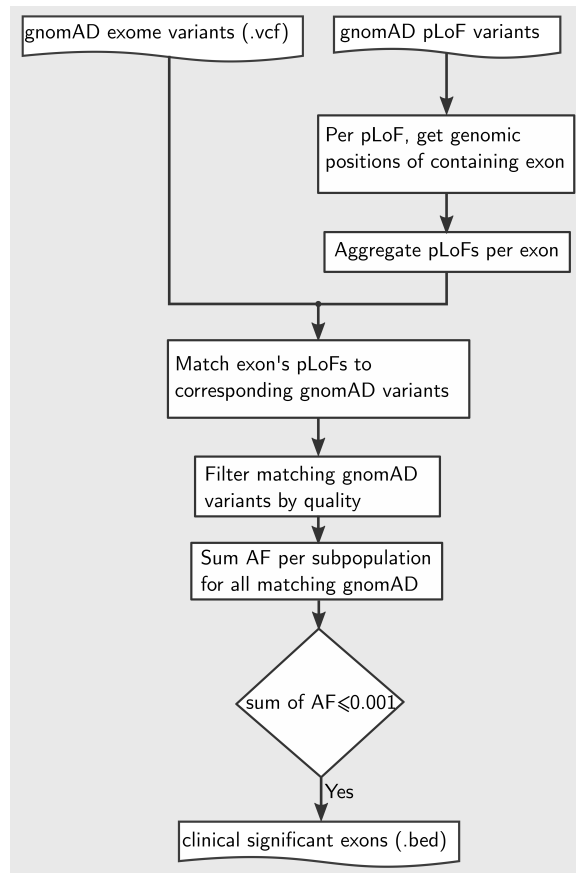 gnomAD exome variants (.vcf)
gnomAD pLoF variants
Per pLoF, get genomic
positions of containing exon
Aggregate pLoFs per exon
Match exon's pLoFs to
corresponding gnomAD variants
Filter matching gnomAD
variants by quality
Sum AF per subpopulation
for all matching gnomAD
sum of AF⩽0.001
Yes
clinical significant exons (.bed)